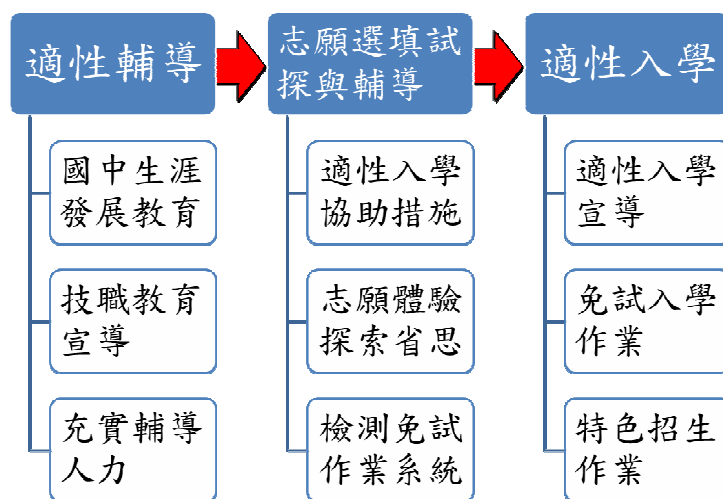 適性輔導
國中生涯
發展教育
技職教育
宣導
充實輔導
人力
志願選填試
探與輔導
適性入學
協助措施
志願體驗
探索省思
檢測免試
作業系統
適性入學
適性入學
宣導
免試入學
作業
特色招生
作業